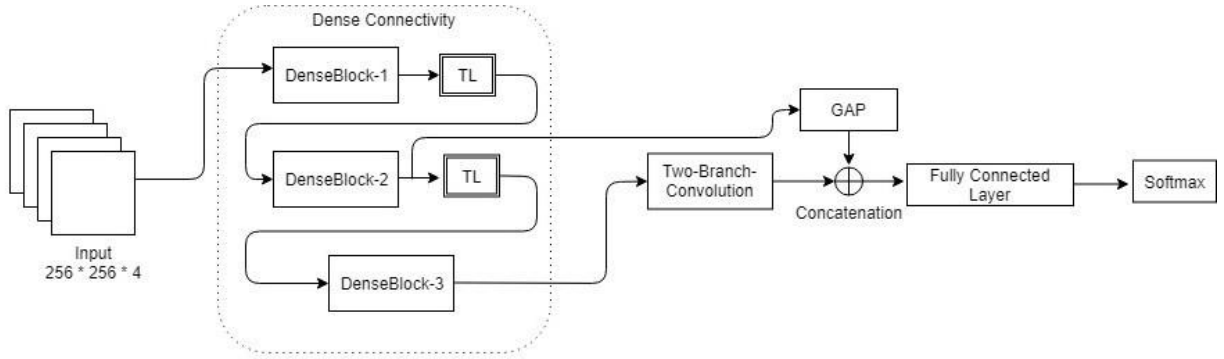 Dense Connectivity
DenseBlock-1
TL
GAP
DenseBlock-2
TL
Two-Branch-
Convolution
Fully Connected
Layer
Softmax
Concatenation
Input
256 * 256 * 4
DenseBlock-3